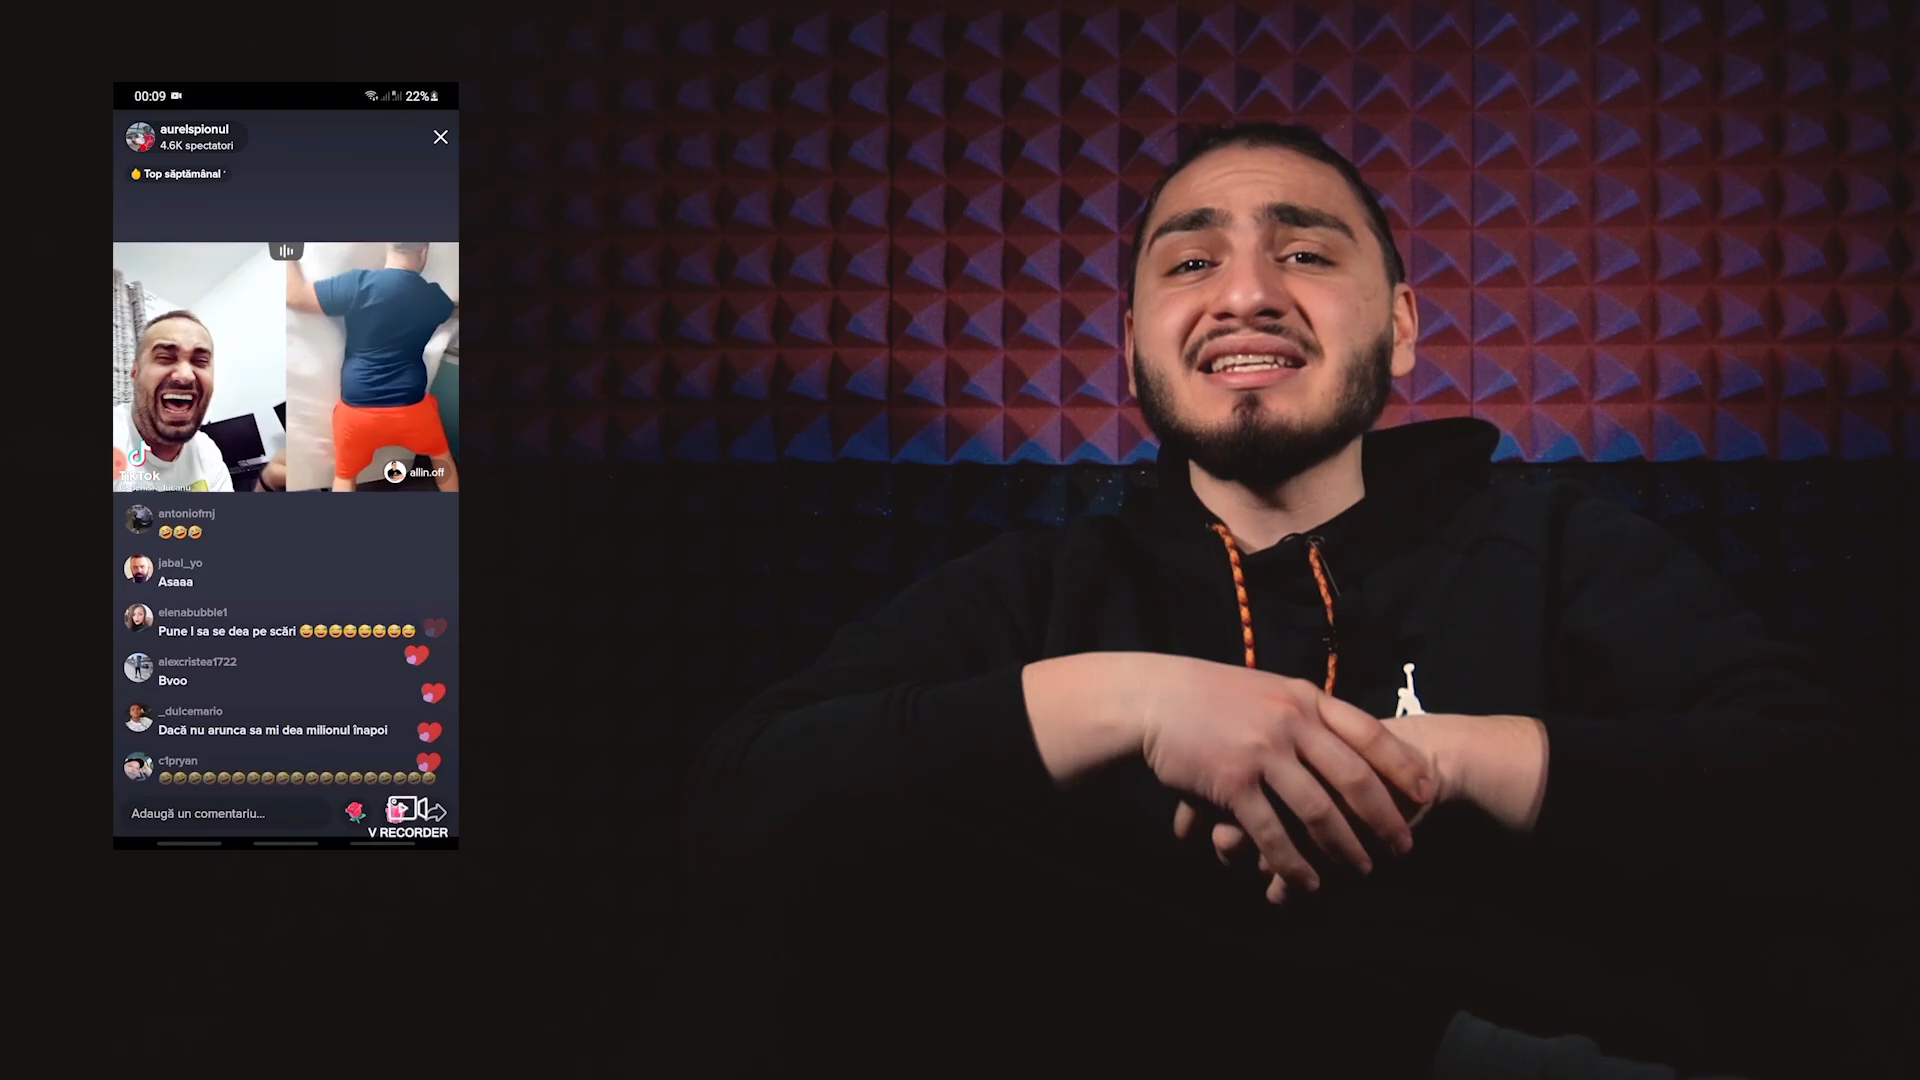 00:09
22%
aurelspionul
4.6K spectatori
Top săptămânal
TikTok
allin.off
antoniofrnj
🤣🤣🤣
jabal_yo
Asaaa
elenabubble1
Pune l sa se dea pe scări 😅😅😅😅😅😅😅😅
alexcristea1722
Bvoo
_dulcemario
Dacă nu arunca sa mi dea milionul înapoi
c1pryan
Adaugă un comentariu...
V RECORDER